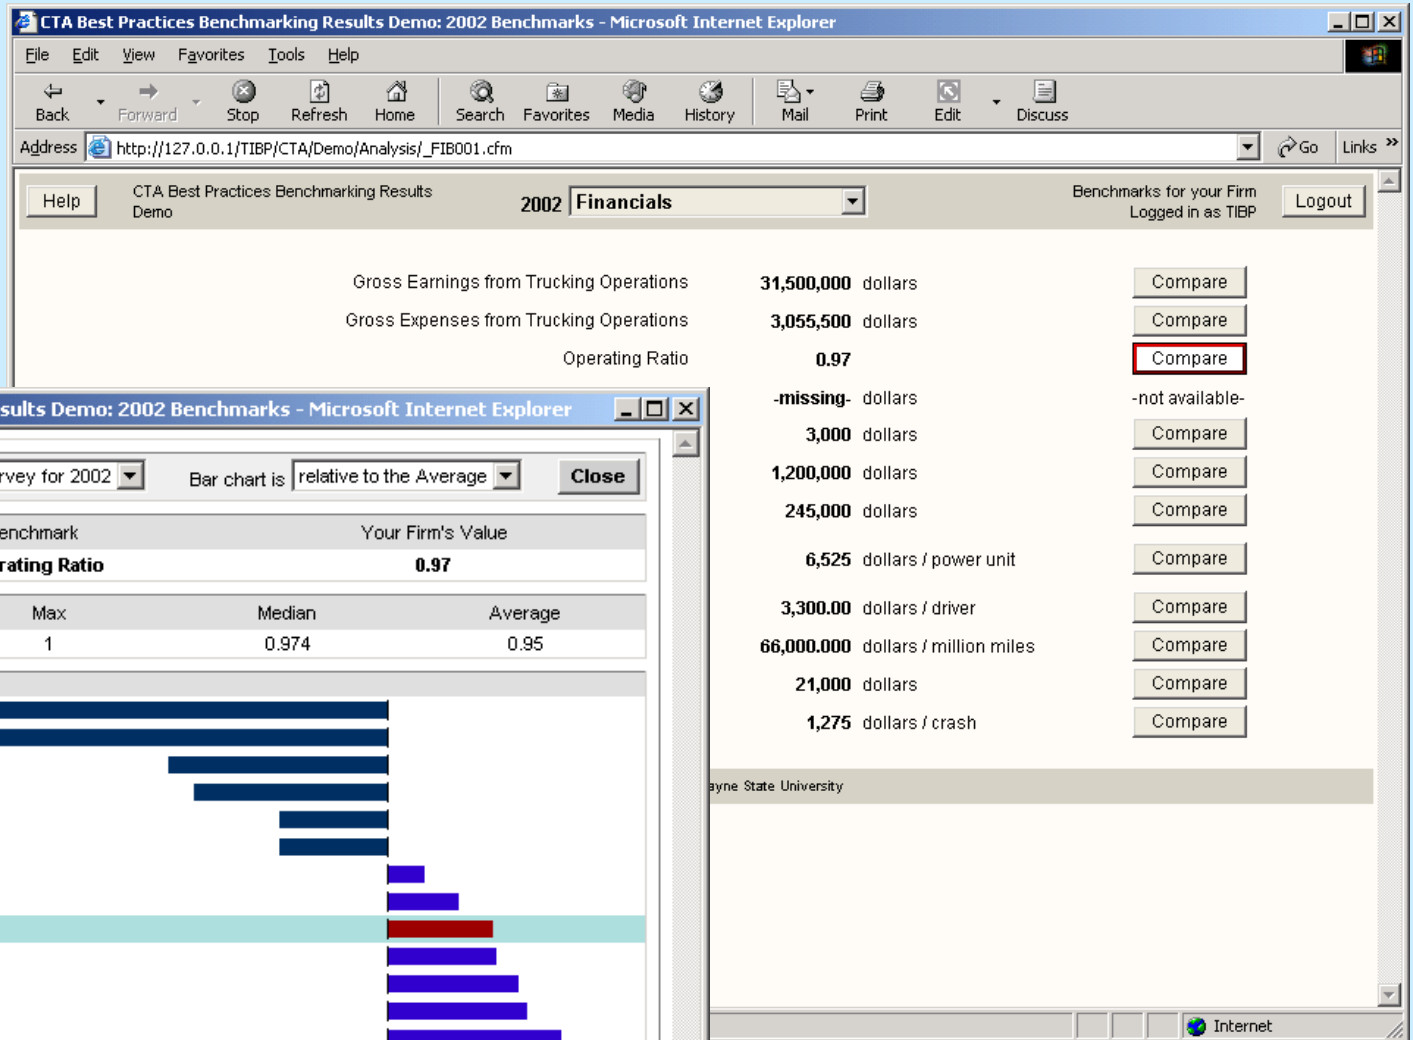 CTA Best Practices Benchmarking Results Demo: 2002 Benchmarks - Microsoft Internet Explorer
File Edit View Favorites Tools Help
Back Forward Stop Refresh Home Search Favorites Media History Mail Print Edit Discuss
Address http://127.0.0.1/TIBP/CTA/Demo/Analysis/_FIB001.cfm Go Links »
Help CTA Best Practices Benchmarking Results 2002 Financials Benchmarks for your Firm Logout
Demo Logged in as TIBP
Gross Earnings from Trucking Operations 31,500,000 dollars Compare
Gross Expenses from Trucking Operations 3,055,500 dollars Compare
Operating Ratio 0.97 Compare
-missing- dollars -not available-
3,000 dollars Compare
1,200,000 dollars Compare
245,000 dollars Compare
6,525 dollars / power unit Compare
3,300.00 dollars / driver Compare
66,000.000 dollars / million miles Compare
21,000 dollars Compare
1,275 dollars / crash Compare
ayne State University
sults Demo: 2002 Benchmarks - Microsoft Internet Explorer
rvey for 2002 Bar chart is relative to the Average Close
enchmark Your Firm's Value
rating Ratio 0.97
Max Median Average
1 0.974 0.95
Internet